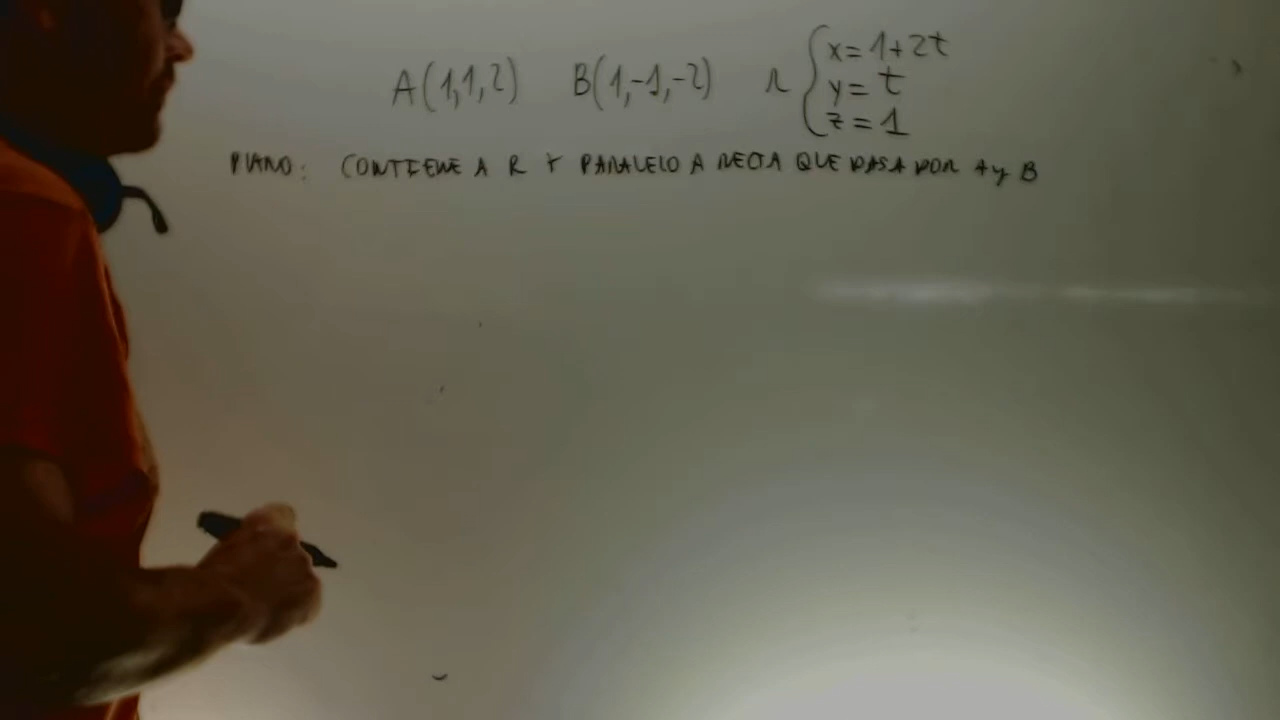 A(1,1,2) B(1,-1,-2) r { x = 1+2t
y = t
z = 1
PLANO: CONTIENE A R Y PARALELO A RECTA QUE PASA POR A y B